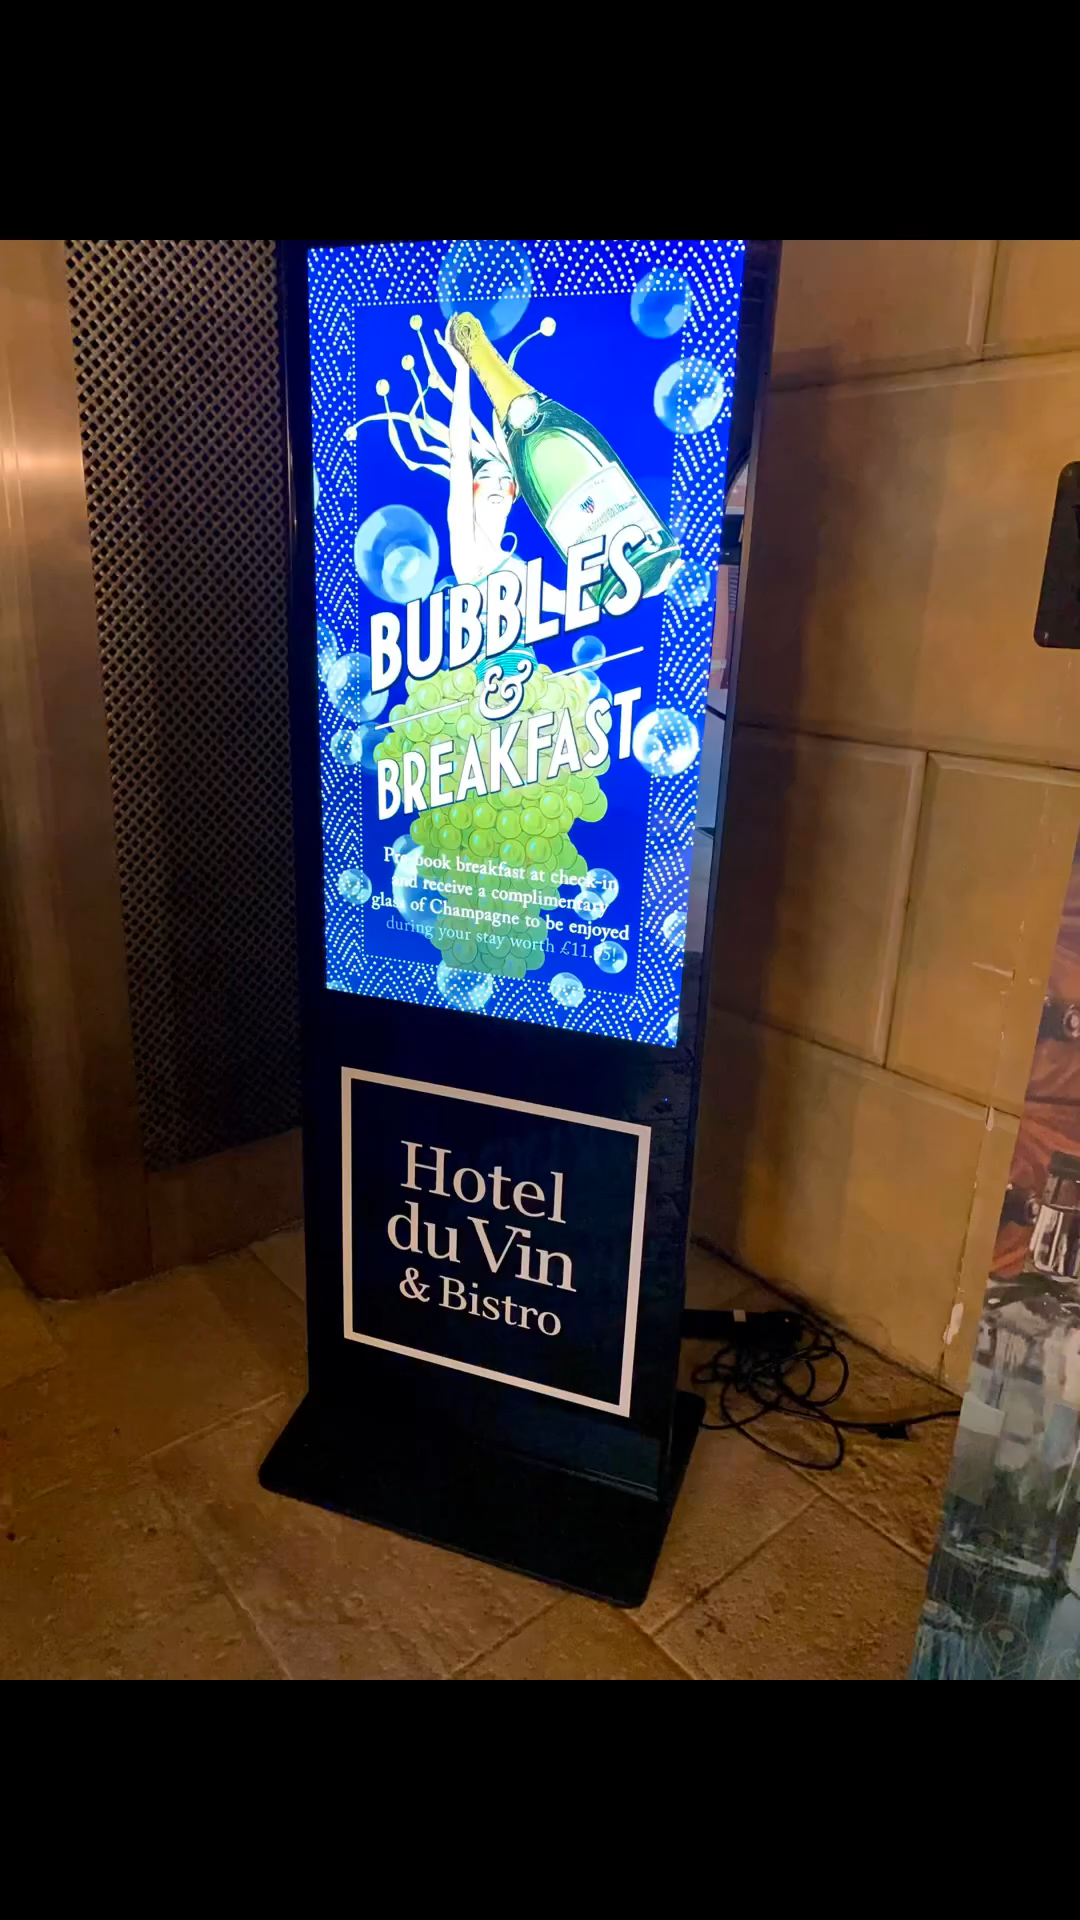 BUBBLES
&
BREAKFAST
Pre-book breakfast at check-in
and receive a complimentary
glass of Champagne to be enjoyed
during your stay worth
Hotel
du Vin
& Bistro